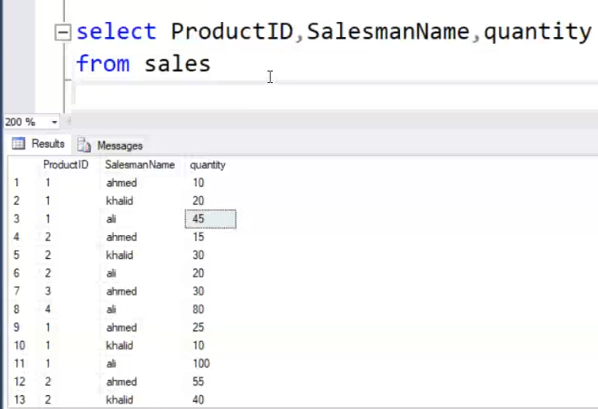 select ProductID,SalesmanName,quantity
from sales
200 %
Results Messages
ProductID SalesmanName quantity
1 1 ahmed 10
2 1 khalid 20
3 1 ali 45
4 2 ahmed 15
5 2 khalid 30
6 2 ali 20
7 3 ahmed 30
8 4 ali 80
9 1 ahmed 25
10 1 khalid 10
11 1 ali 100
12 2 ahmed 55
13 2 khalid 40